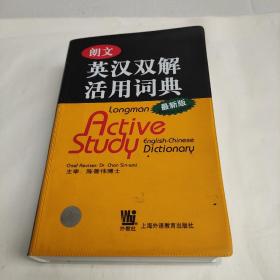 朗文
英汉双解
活用词典
最新版
Longman
Active
Study
English-Chinese
Dictionary
Chief Reviser Dr. Chan Sin-wai
主审：陈善伟博士
外教社
上海外语教育出版社